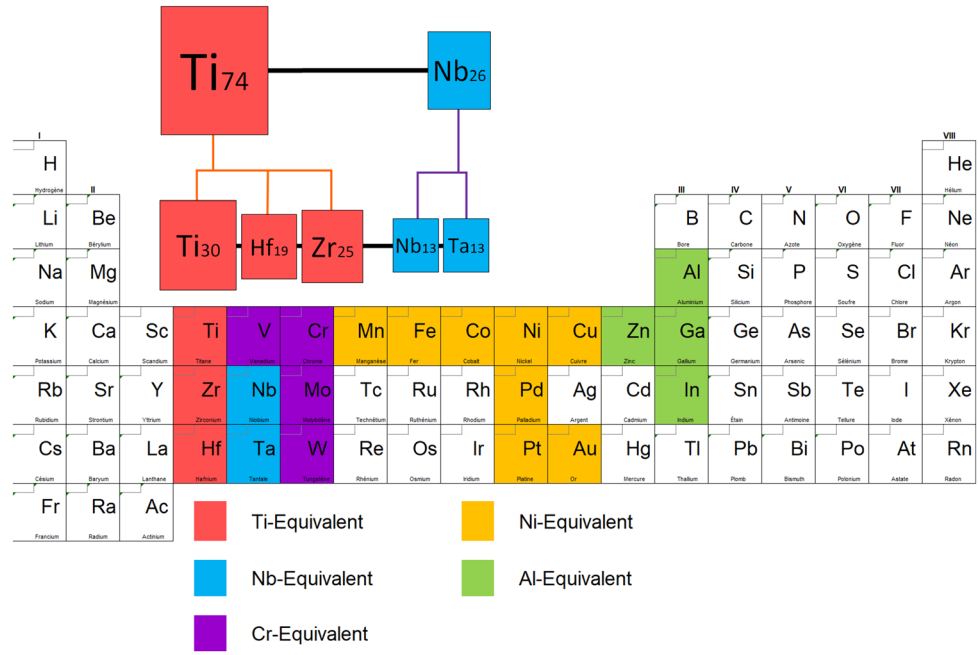 Ti74
Nb26
Ti30 Hf19 Zr25 Nb13 Ta13
I VIII
H He
Hydrogène Hélium
II III IV V VI VII
Li Be B C N O F Ne
Lithium Béryllium Bore Carbone Azote Oxygène Fluor Néon
Na Mg Al Si P S Cl Ar
Sodium Magnésium Aluminium Silicium Phosphore Soufre Chlore Argon
K Ca Sc Ti V Cr Mn Fe Co Ni Cu Zn Ga Ge As Se Br Kr
Potassium Calcium Scandium Titane Vanadium Chrome Manganèse Fer Cobalt Nickel Cuivre Zinc Gallium Germanium Arsenic Sélénium Brome Krypton
Rb Sr Y Zr Nb Mo Tc Ru Rh Pd Ag Cd In Sn Sb Te I Xe
Rubidium Strontium Yttrium Zirconium Niobium Molybdène Technétium Ruthénium Rhodium Palladium Argent Cadmium Indium Étain Antimoine Tellure Iode Xénon
Cs Ba La Hf Ta W Re Os Ir Pt Au Hg Tl Pb Bi Po At Rn
Césium Baryum Lanthane Hafnium Tantale Tungstène Rhénium Osmium Iridium Platine Or Mercure Thallium Plomb Bismuth Polonium Astate Radon
Fr Ra Ac
Francium Radium Actinium
Ti-Equivalent Ni-Equivalent
Nb-Equivalent Al-Equivalent
Cr-Equivalent